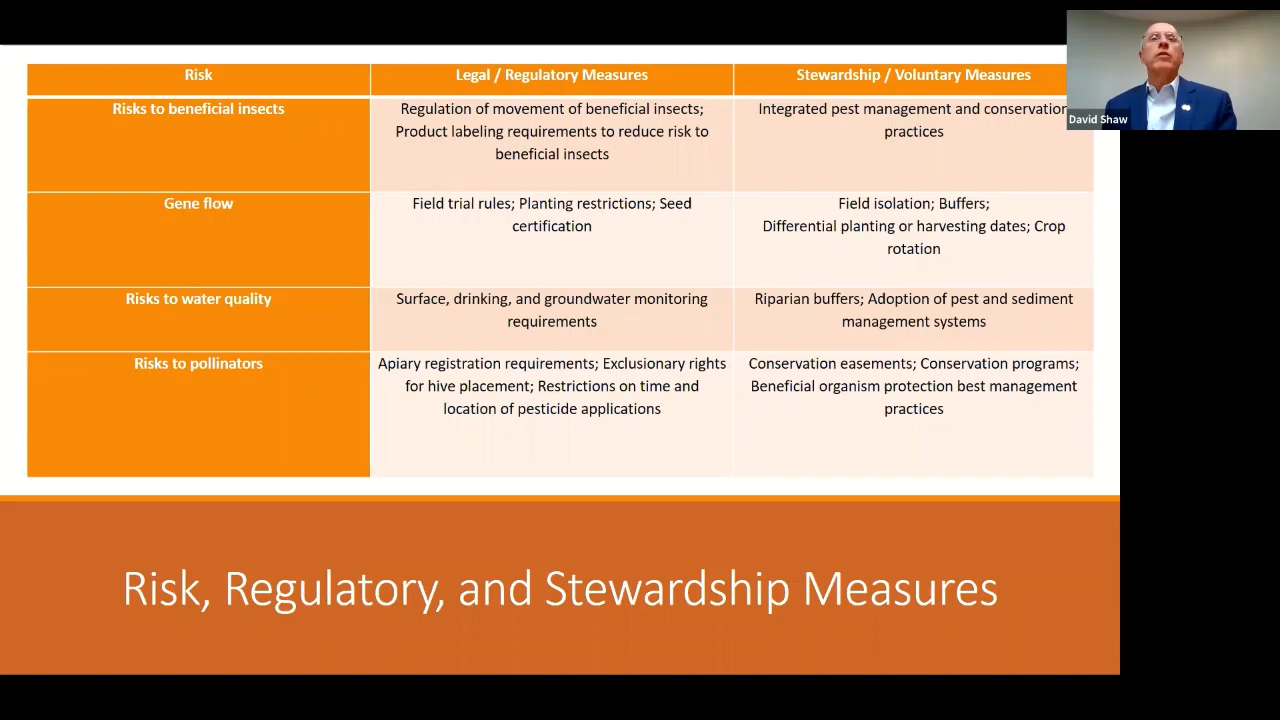 Risk
Legal / Regulatory Measures
Stewardship / Voluntary Measures
David Shaw
Risks to beneficial insects
Regulation of movement of beneficial insects;
Product labeling requirements to reduce risk to
beneficial insects
Integrated pest management and conservation
practices
Gene flow
Field trial rules; Planting restrictions; Seed
certification
Field isolation; Buffers;
Differential planting or harvesting dates; Crop
rotation
Risks to water quality
Surface, drinking, and groundwater monitoring
requirements
Riparian buffers; Adoption of pest and sediment
management systems
Risks to pollinators
Apiary registration requirements; Exclusionary rights
for hive placement; Restrictions on time and
location of pesticide applications
Conservation easements; Conservation programs;
Beneficial organism protection best management
practices
Risk, Regulatory, and Stewardship Measures